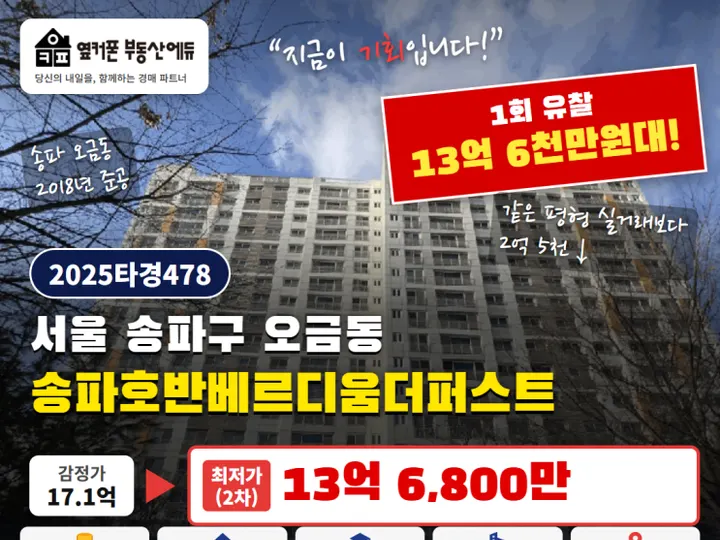 옆커폰 부동산에듀
당신의 내일을, 함께하는 경매 파트너
“지금이 기회입니다!”
1회 유찰
13억 6천만원대!
송파 오금동
2018년 준공
같은 평형 실거래보다
2억 5천 ↓
2025타경478
서울 송파구 오금동
송파호반베르디움더퍼스트
감정가
17.1억
최저가
(2차)
13억 6,800만